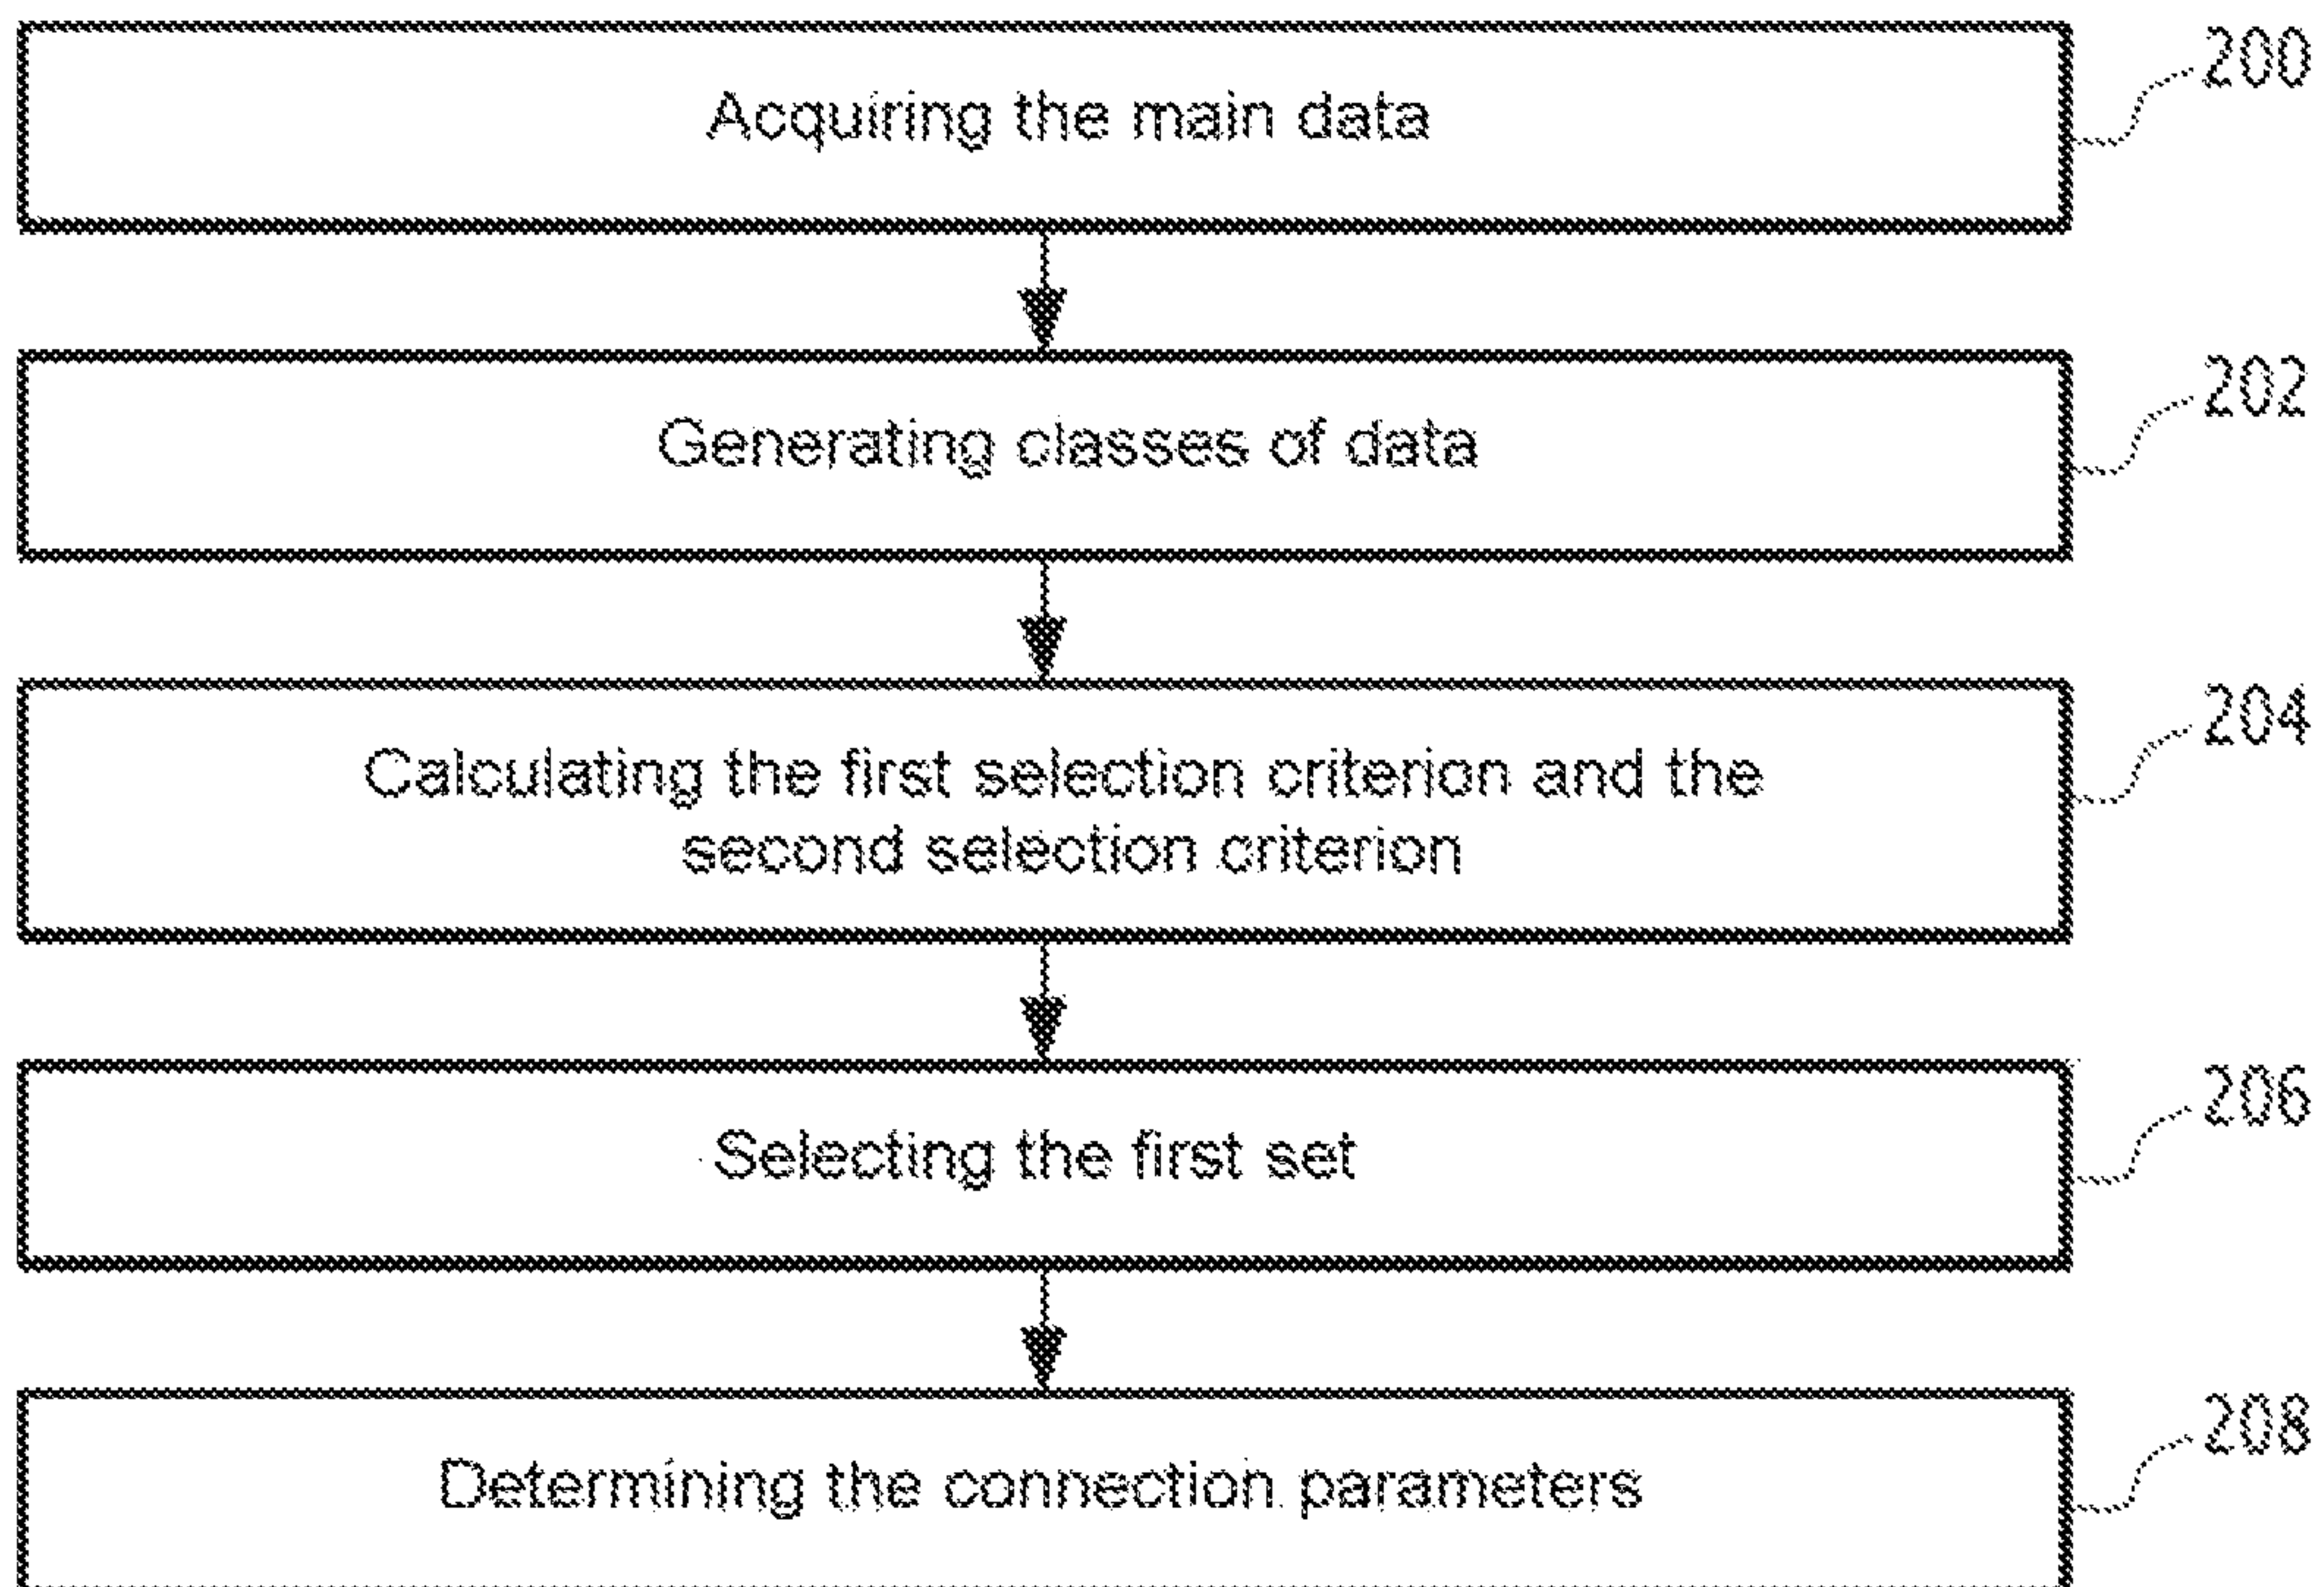 Acquiring the main data
200
Generating classes of data
202
Calculating the first selection criterion and the
second selection criterion
204
Selecting the first set
206
Determining the connection parameters
208